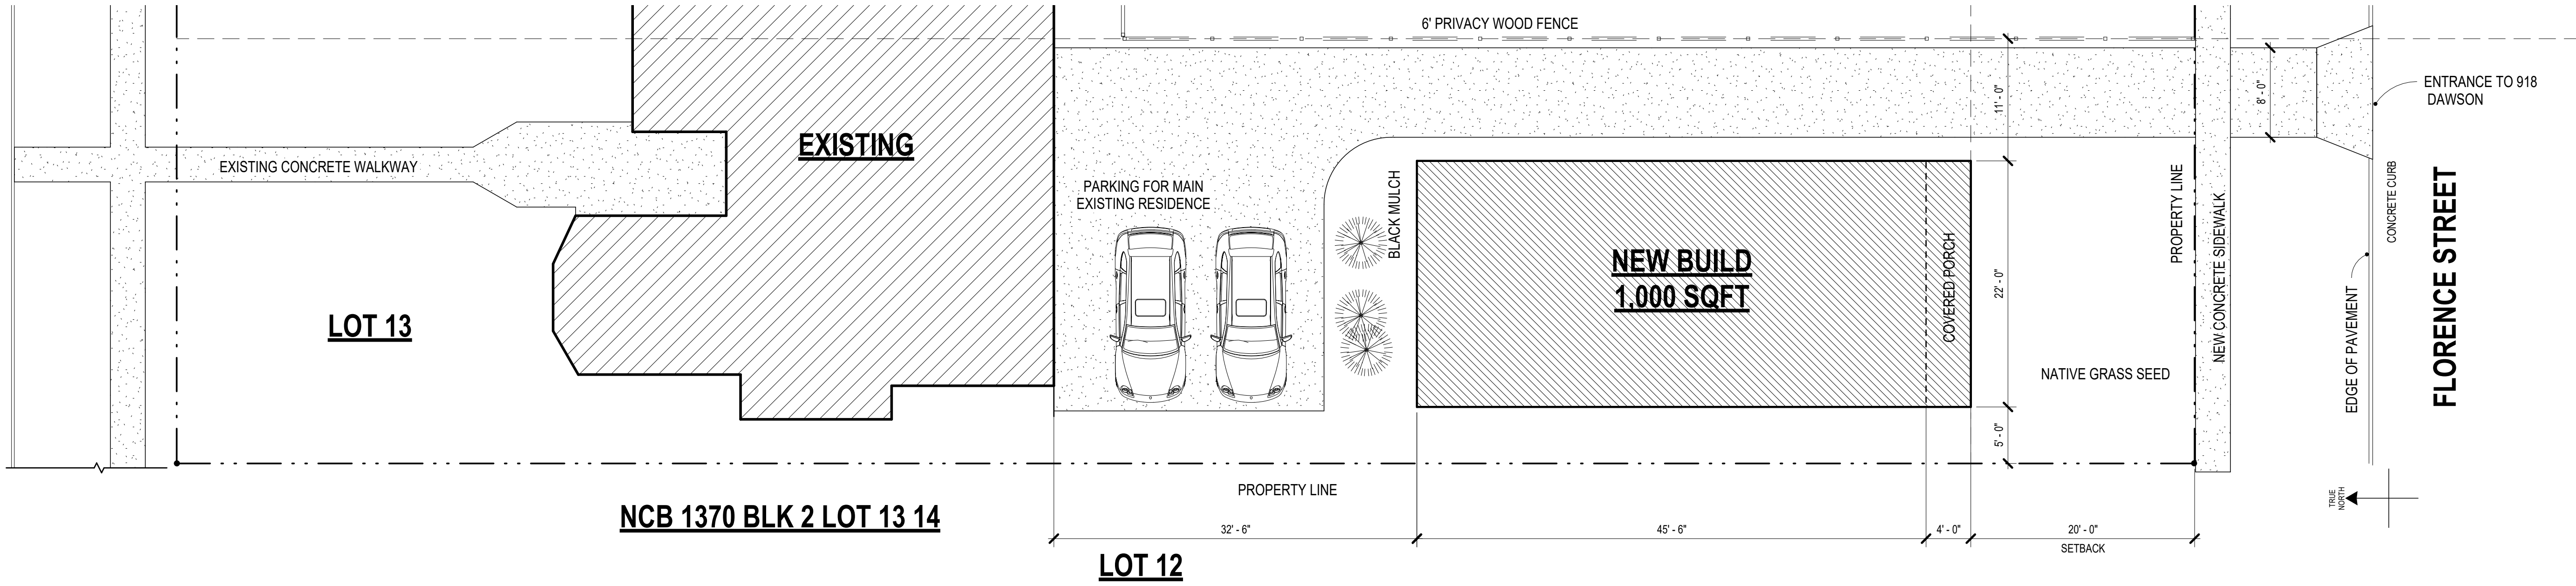 6' PRIVACY WOOD FENCE
ENTRANCE TO 918
DAWSON
8' - 0"
11' - 0"
EXISTING
EXISTING CONCRETE WALKWAY
PARKING FOR MAIN
EXISTING RESIDENCE
BLACK MULCH
NEW BUILD
1,000 SQFT
COVERED PORCH
22' - 0"
PROPERTY LINE
NEW CONCRETE SIDEWALK
CONCRETE CURB
FLORENCE STREET
EDGE OF PAVEMENT
LOT 13
NATIVE GRASS SEED
5' - 0"
PROPERTY LINE
TRUE
NORTH
NCB 1370 BLK 2 LOT 13 14
32' - 6"
45' - 6"
4' - 0"
20' - 0"
SETBACK
LOT 12